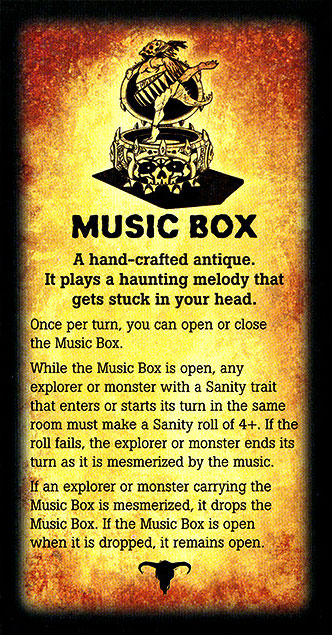 MUSIC BOX
A hand-crafted antique.
It plays a haunting melody that
gets stuck in your head.
Once per turn, you can open or close
the Music Box.
While the Music Box is open, any
explorer or monster with a Sanity trait
that enters or starts its turn in the same
room must make a Sanity roll of 4+. If the
roll fails, the explorer or monster ends its
turn as it is mesmerized by the music.
If an explorer or monster carrying the
Music Box is mesmerized, it drops the
Music Box. If the Music Box is open
when it is dropped, it remains open.